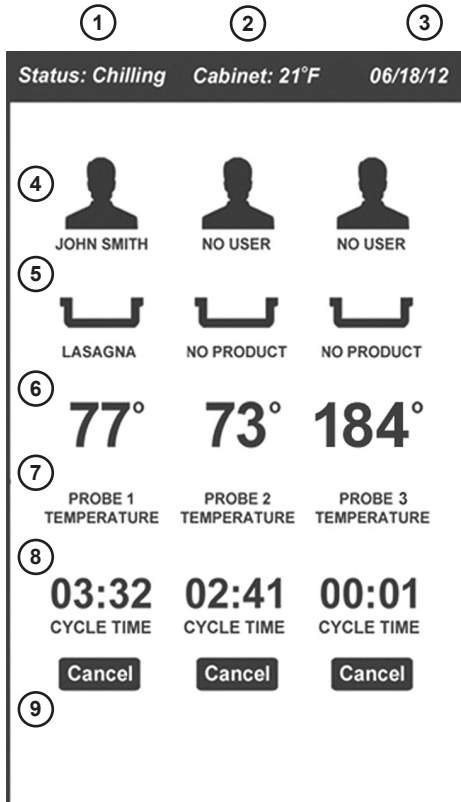 1 2 3
Status: Chilling Cabinet: 21°F 06/18/12
4
JOHN SMITH NO USER NO USER
5
LASAGNA NO PRODUCT NO PRODUCT
6
77° 73° 184°
7
PROBE 1 PROBE 2 PROBE 3
TEMPERATURE TEMPERATURE TEMPERATURE
8
03:32 02:41 00:01
CYCLE TIME CYCLE TIME CYCLE TIME
Cancel Cancel Cancel
9